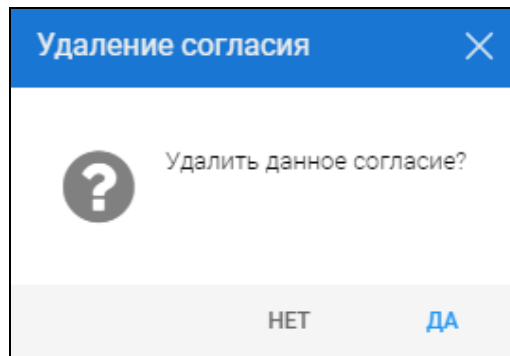 Удаление согласия
Удалить данное согласие?
НЕТ ДА